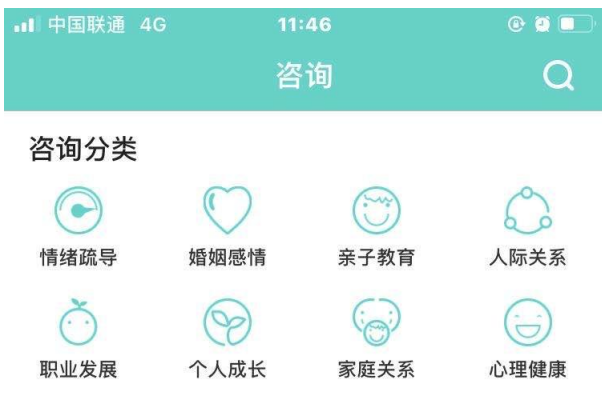 中国联通 4G 11:46
咨询
咨询分类
情绪疏导 婚姻感情 亲子教育 人际关系
职业发展 个人成长 家庭关系 心理健康